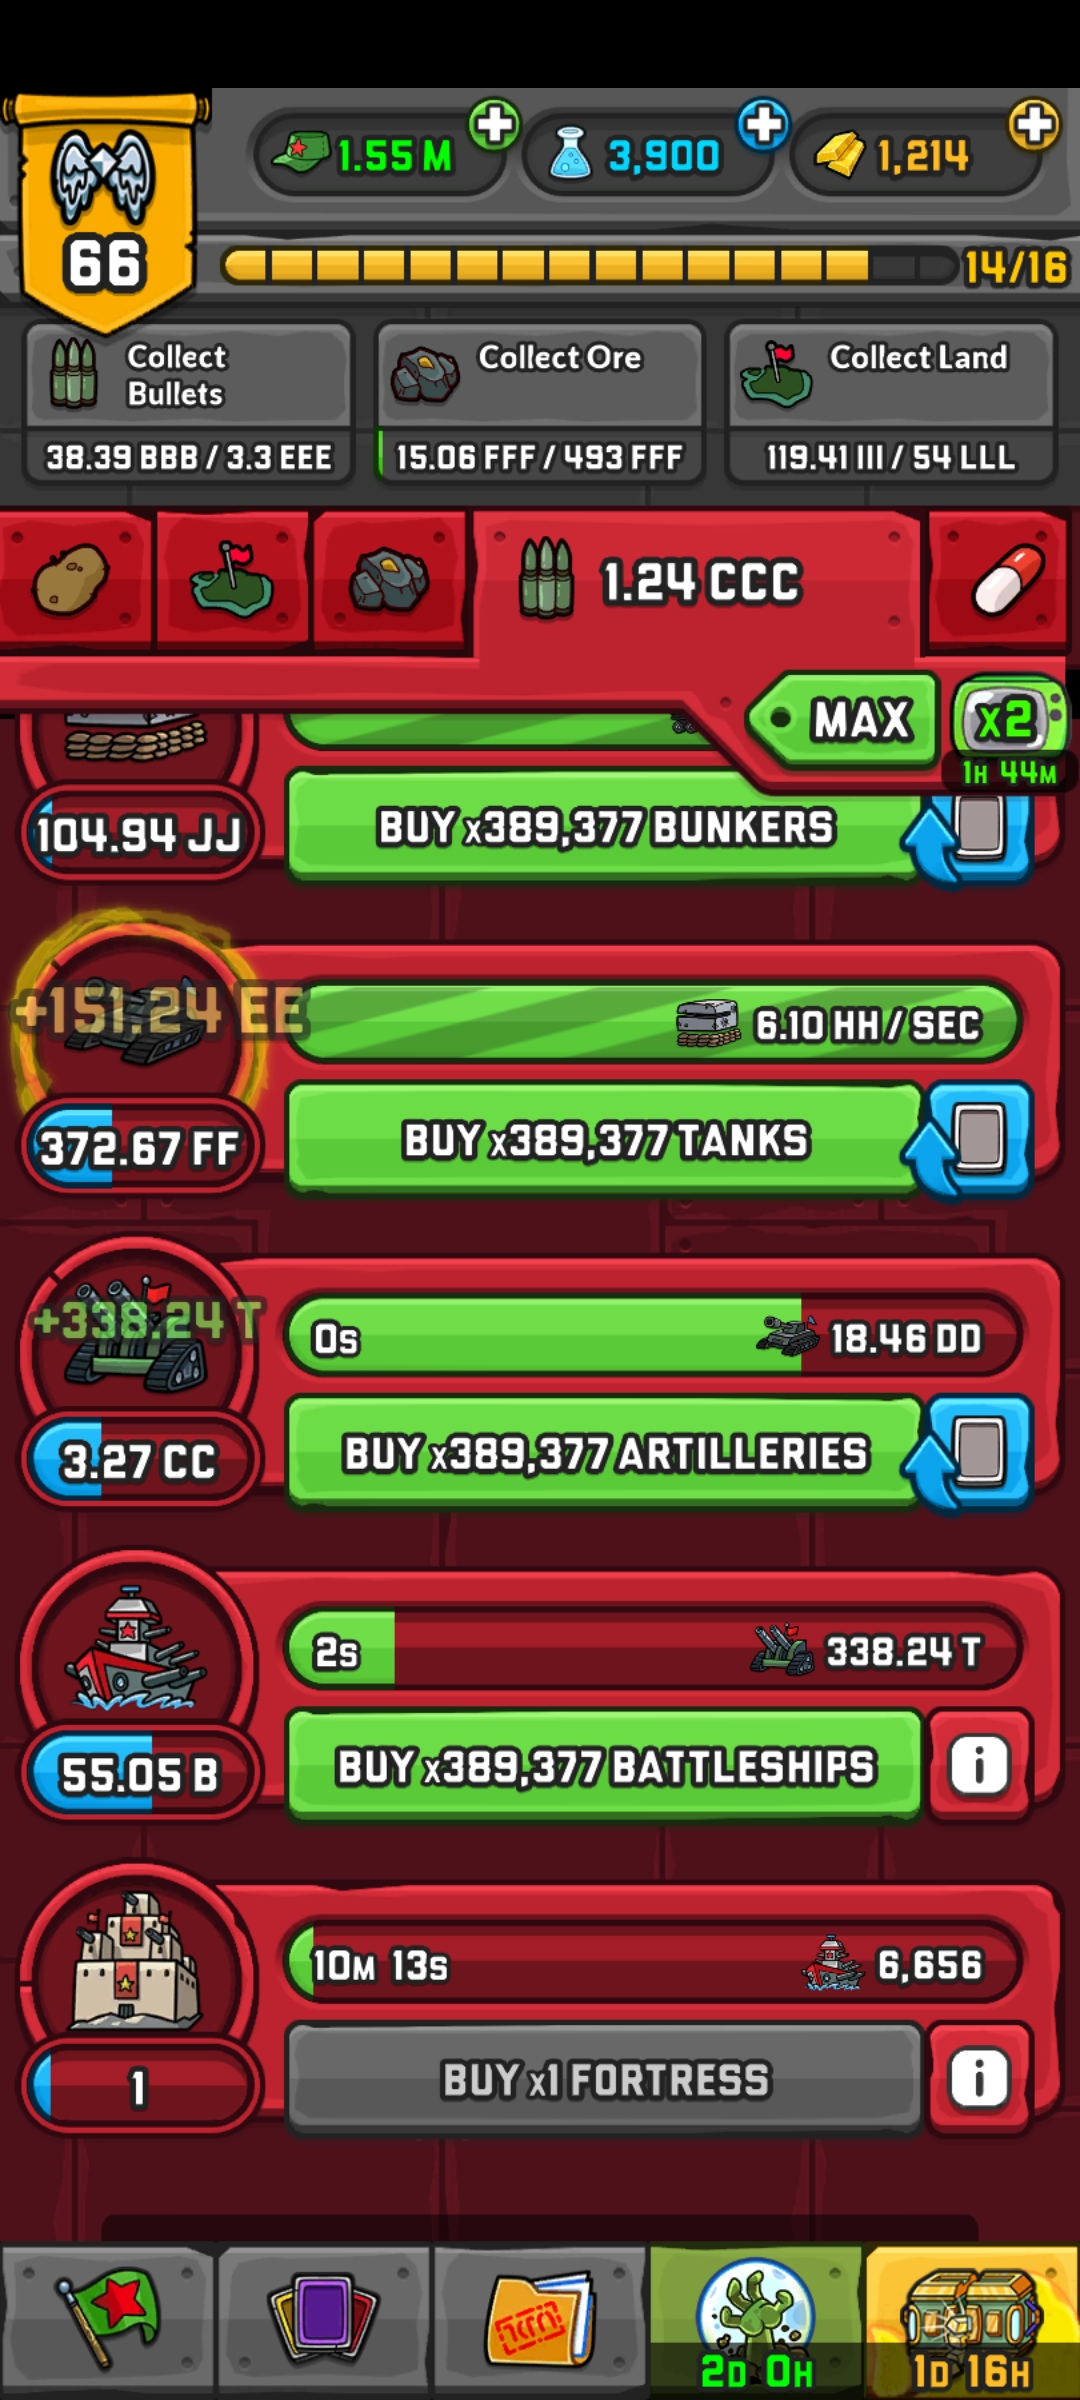 1.55 M
3,900
1,214
66
14/16
Collect
Bullets
38.39 BBB / 3.3 EEE
Collect Ore
15.06 FFF / 493 FFF
Collect Land
119.41 III / 54 LLL
1.24 CCC
MAX
x2
1H 44M
104.94 JJ
BUY x389,377 BUNKERS
+151.24 EE
6.10 HH / SEC
372.67 FF
BUY x389,377 TANKS
+338.24 T
0s
18.46 DD
3.27 CC
BUY x389,377 ARTILLERIES
2s
338.24 T
55.05 B
BUY x389,377 BATTLESHIPS
i
10M 13s
6,656
1
BUY x1 FORTRESS
i
2D 0H
1D 16H